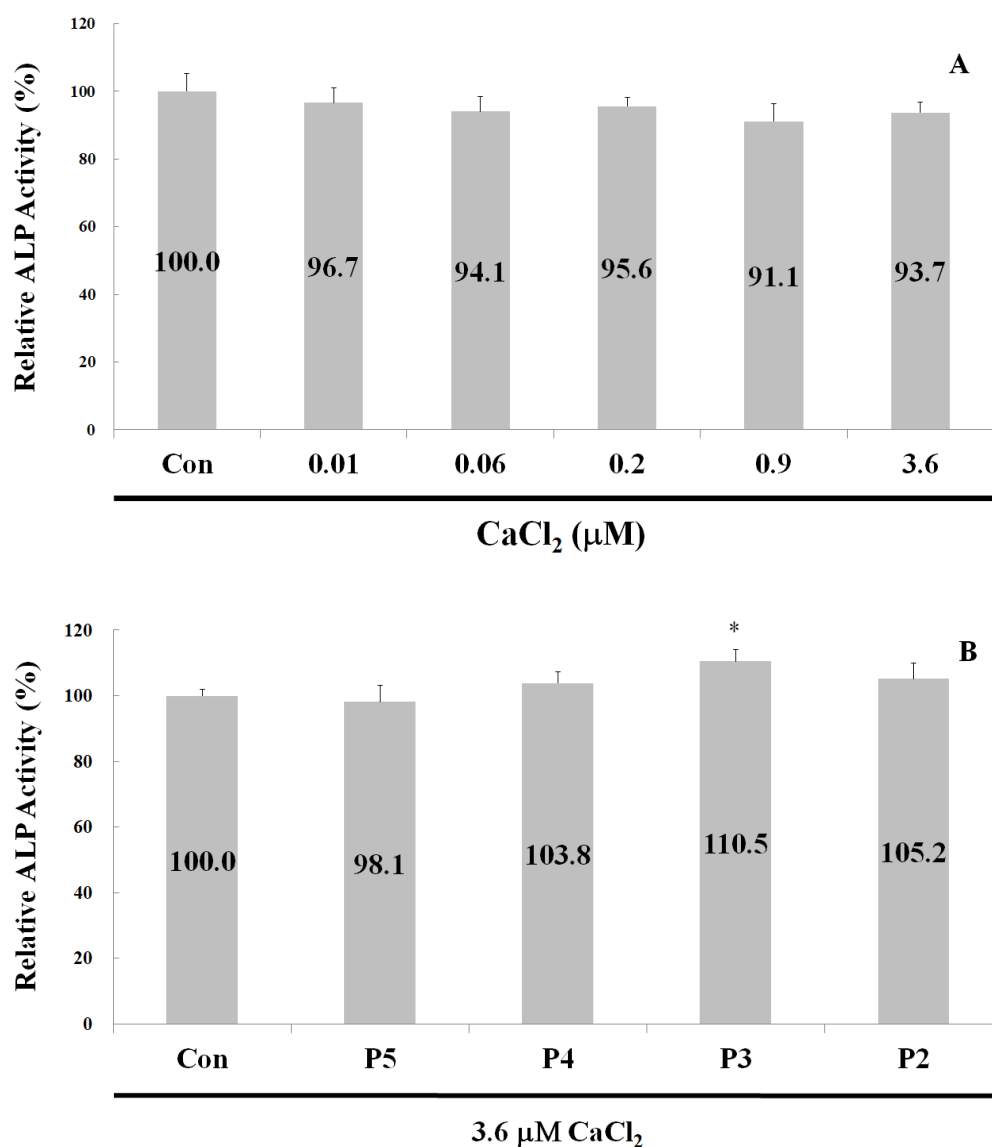 120
A
100
80
60
40
20
0
Relative ALP Activity (%)
100.0 96.7 94.1 95.6 91.1 93.7
Con 0.01 0.06 0.2 0.9 3.6
CaCl₂ (μM)
120
*
B
100
80
60
40
20
0
Relative ALP Activity (%)
100.0 98.1 103.8 110.5 105.2
Con P5 P4 P3 P2
3.6 μM CaCl₂